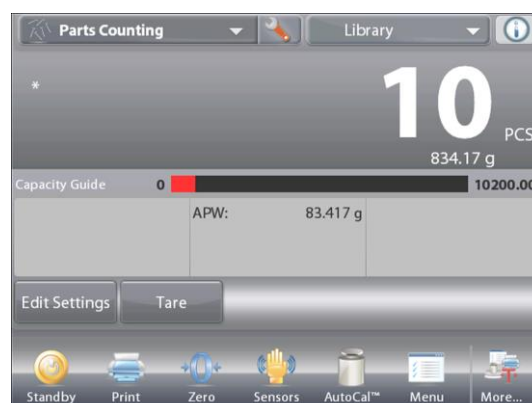 Parts Counting Library
*
10 PCS
834.17 g
Capacity Guide 0 10200.00
APW: 83.417 g
Edit Settings Tare
Standby Print Zero Sensors AutoCal™ Menu More...